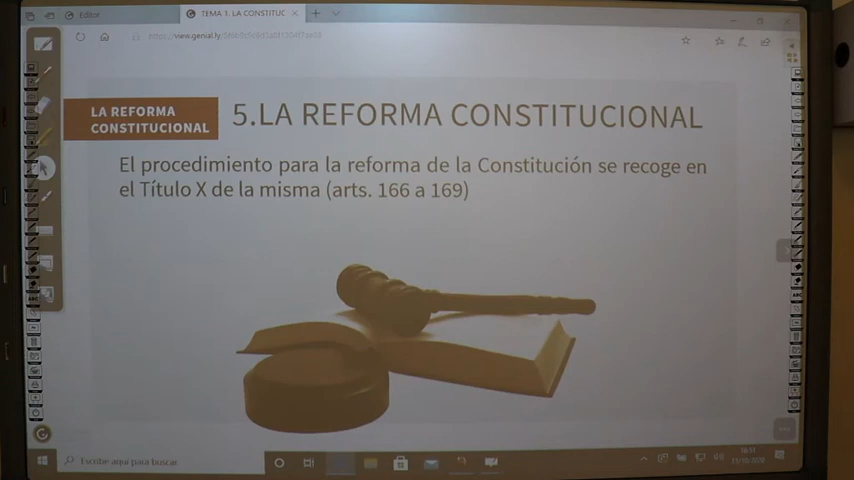 Editor
TEMA 1. LA CONSTITUC
LA REFORMA
CONSTITUCIONAL
5.LA REFORMA CONSTITUCIONAL
El procedimiento para la reforma de la Constitución se recoge en
el Título X de la misma (arts. 166 a 169)
Escribe aquí para buscar